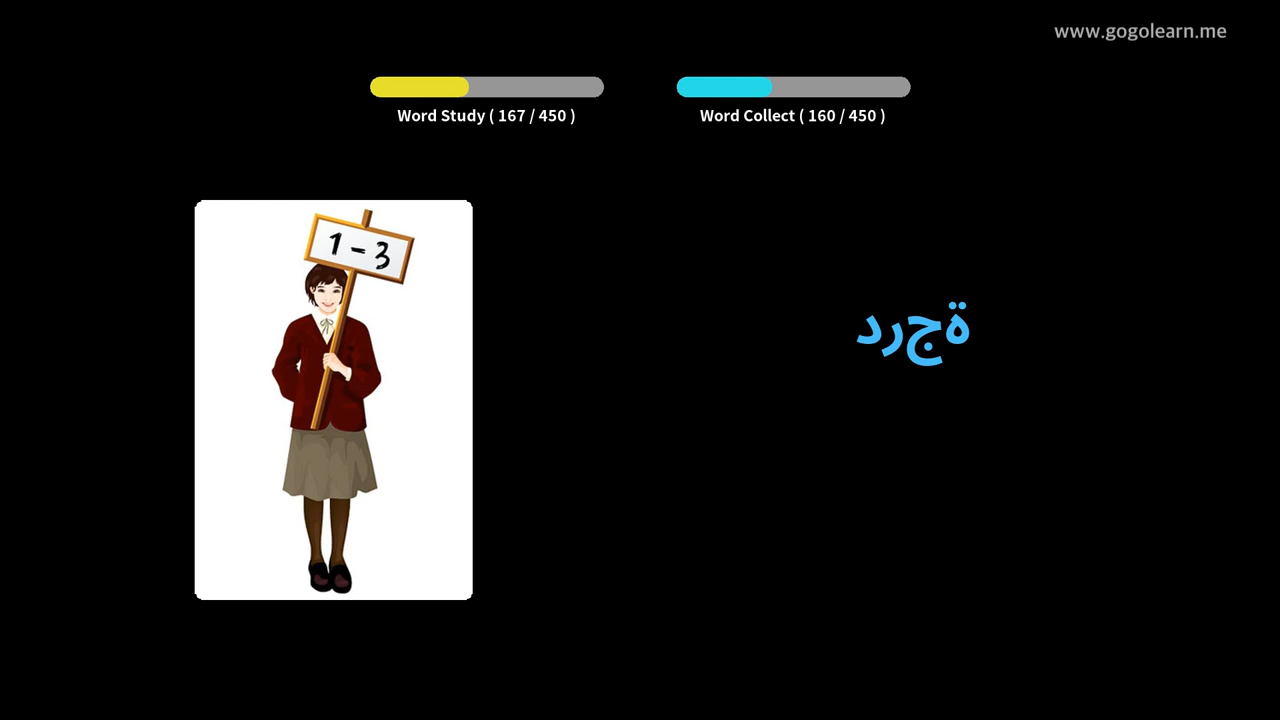 www.gogolearn.me
Word Study ( 167 / 450 )
Word Collect ( 160 / 450 )
1 - 3
ةجرد